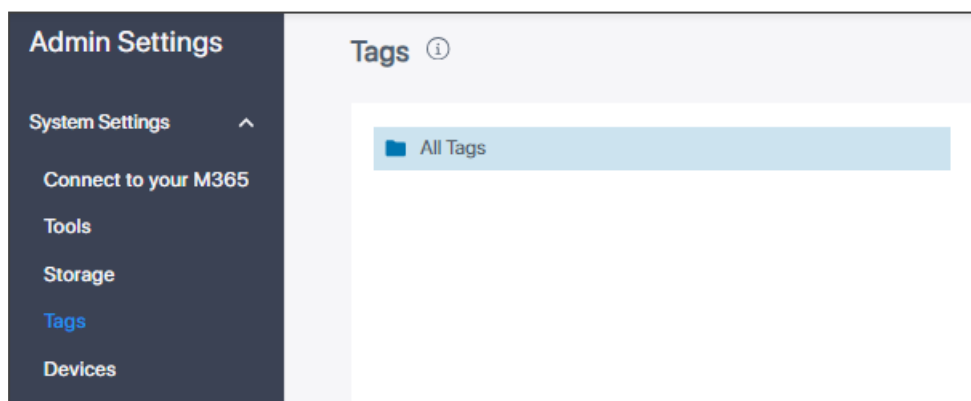 Admin Settings
System Settings
Connect to your M365
Tools
Storage
Tags
Devices
Tags
All Tags